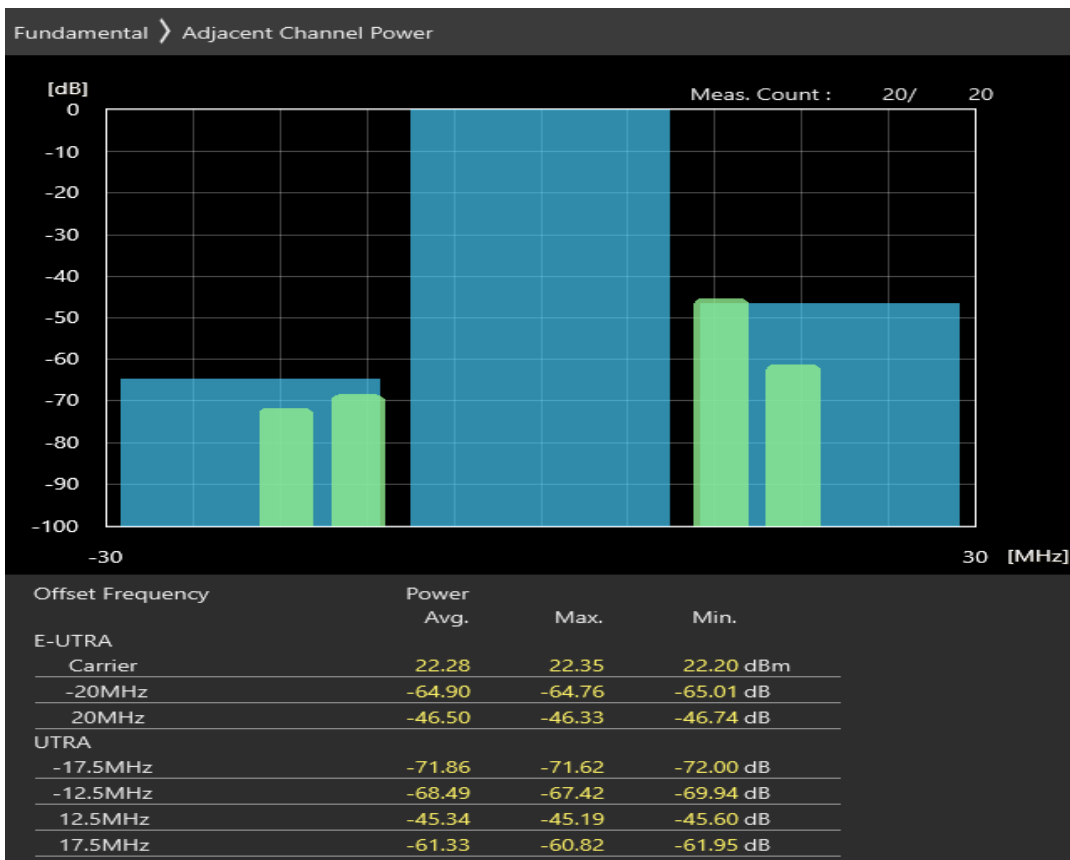 Fundamental 〉 Adjacent Channel Power
[dB]
Meas. Count : 20/ 20
0
-10
-20
-30
-40
-50
-60
-70
-80
-90
-100
-30 30 [MHz]
Offset Frequency Power
Avg. Max. Min.
E-UTRA
Carrier 22.28 22.35 22.20 dBm
-20MHz -64.90 -64.76 -65.01 dB
20MHz -46.50 -46.33 -46.74 dB
UTRA
-17.5MHz -71.86 -71.62 -72.00 dB
-12.5MHz -68.49 -67.42 -69.94 dB
12.5MHz -45.34 -45.19 -45.60 dB
17.5MHz -61.33 -60.82 -61.95 dB